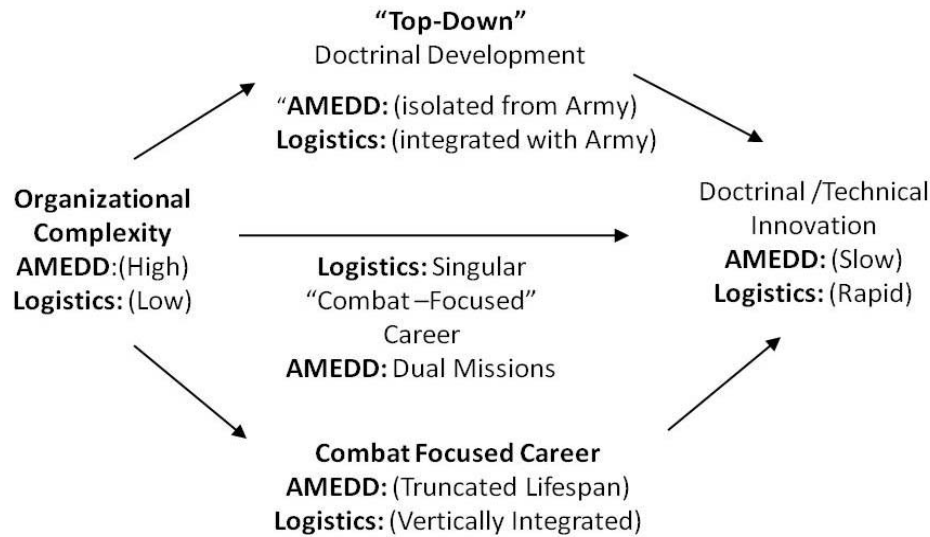 “Top-Down”
Doctrinal Development
“AMEDD: (isolated from Army)
Logistics: (integrated with Army)
Organizational
Complexity
AMEDD:(High)
Logistics: (Low)
Logistics: Singular
“Combat –Focused”
Career
AMEDD: Dual Missions
Doctrinal /Technical
Innovation
AMEDD: (Slow)
Logistics: (Rapid)
Combat Focused Career
AMEDD: (Truncated Lifespan)
Logistics: (Vertically Integrated)